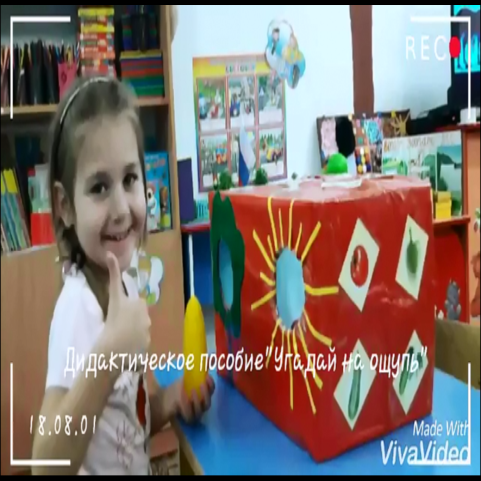 REC
Дидактическое пособие"Угадай на ощупь"
18.08.01
Made With
VivaVideo